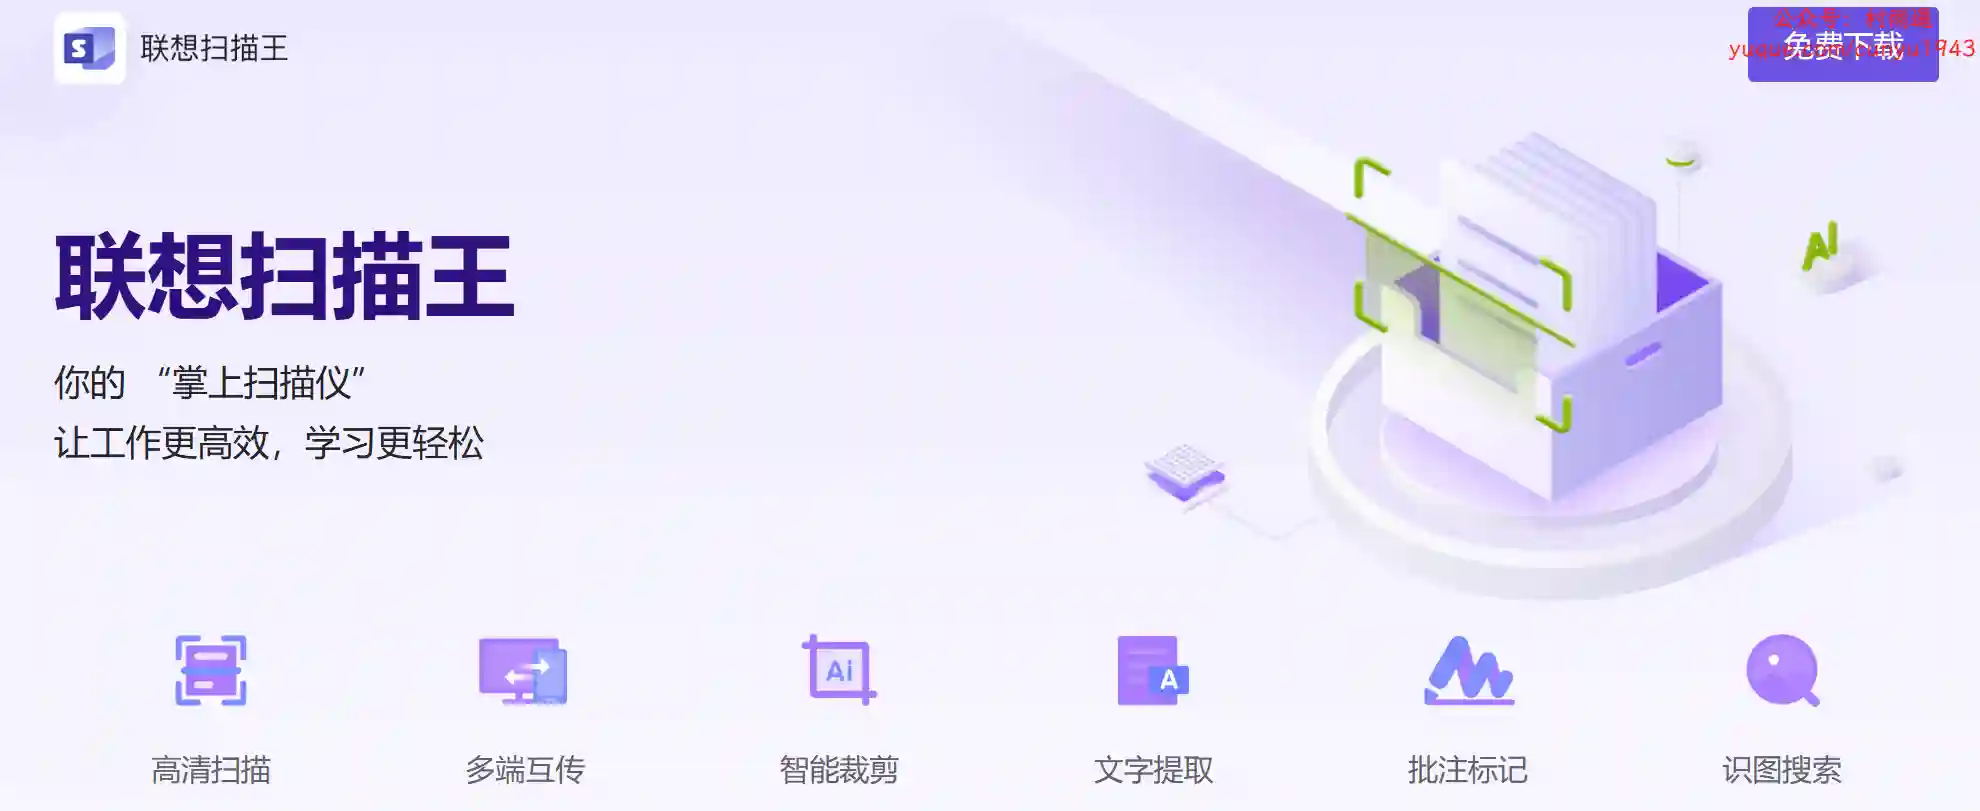 联想扫描王
公众号：村雨遥
yuque.com/cunyu1943
免费下载
联想扫描王
你的 “掌上扫描仪”
让工作更高效，学习更轻松
AI
Ai
A
高清扫描
多端互传
智能裁剪
文字提取
批注标记
识图搜索